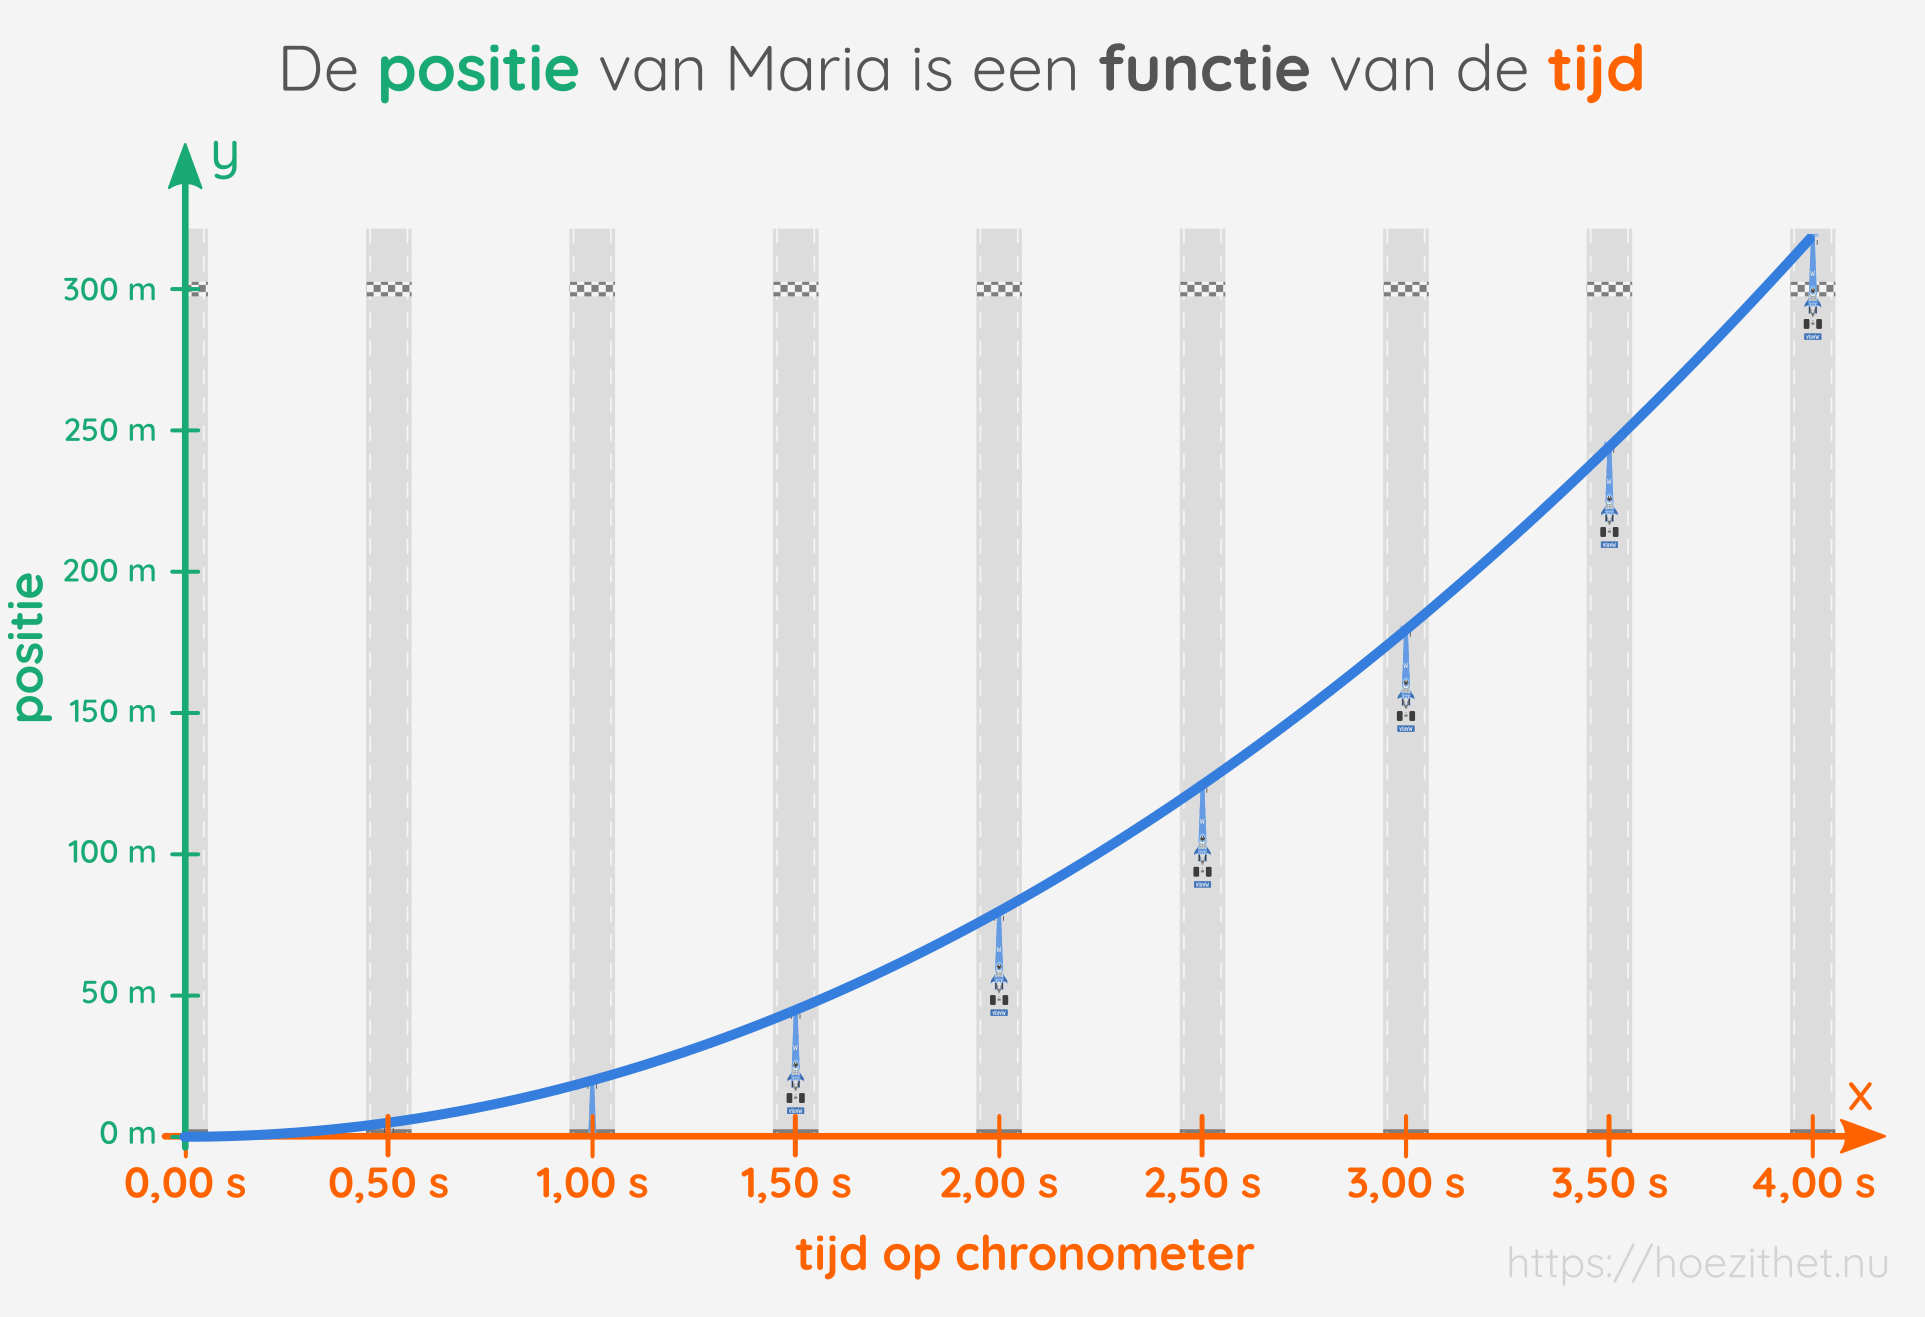 De positie van Maria is een functie van de tijd
y
300 m
250 m
200 m
150 m
100 m
50 m
0 m
positie
x
0,00 s 0,50 s 1,00 s 1,50 s 2,00 s 2,50 s 3,00 s 3,50 s 4,00 s
tijd op chronometer
https://hoezithet.nu